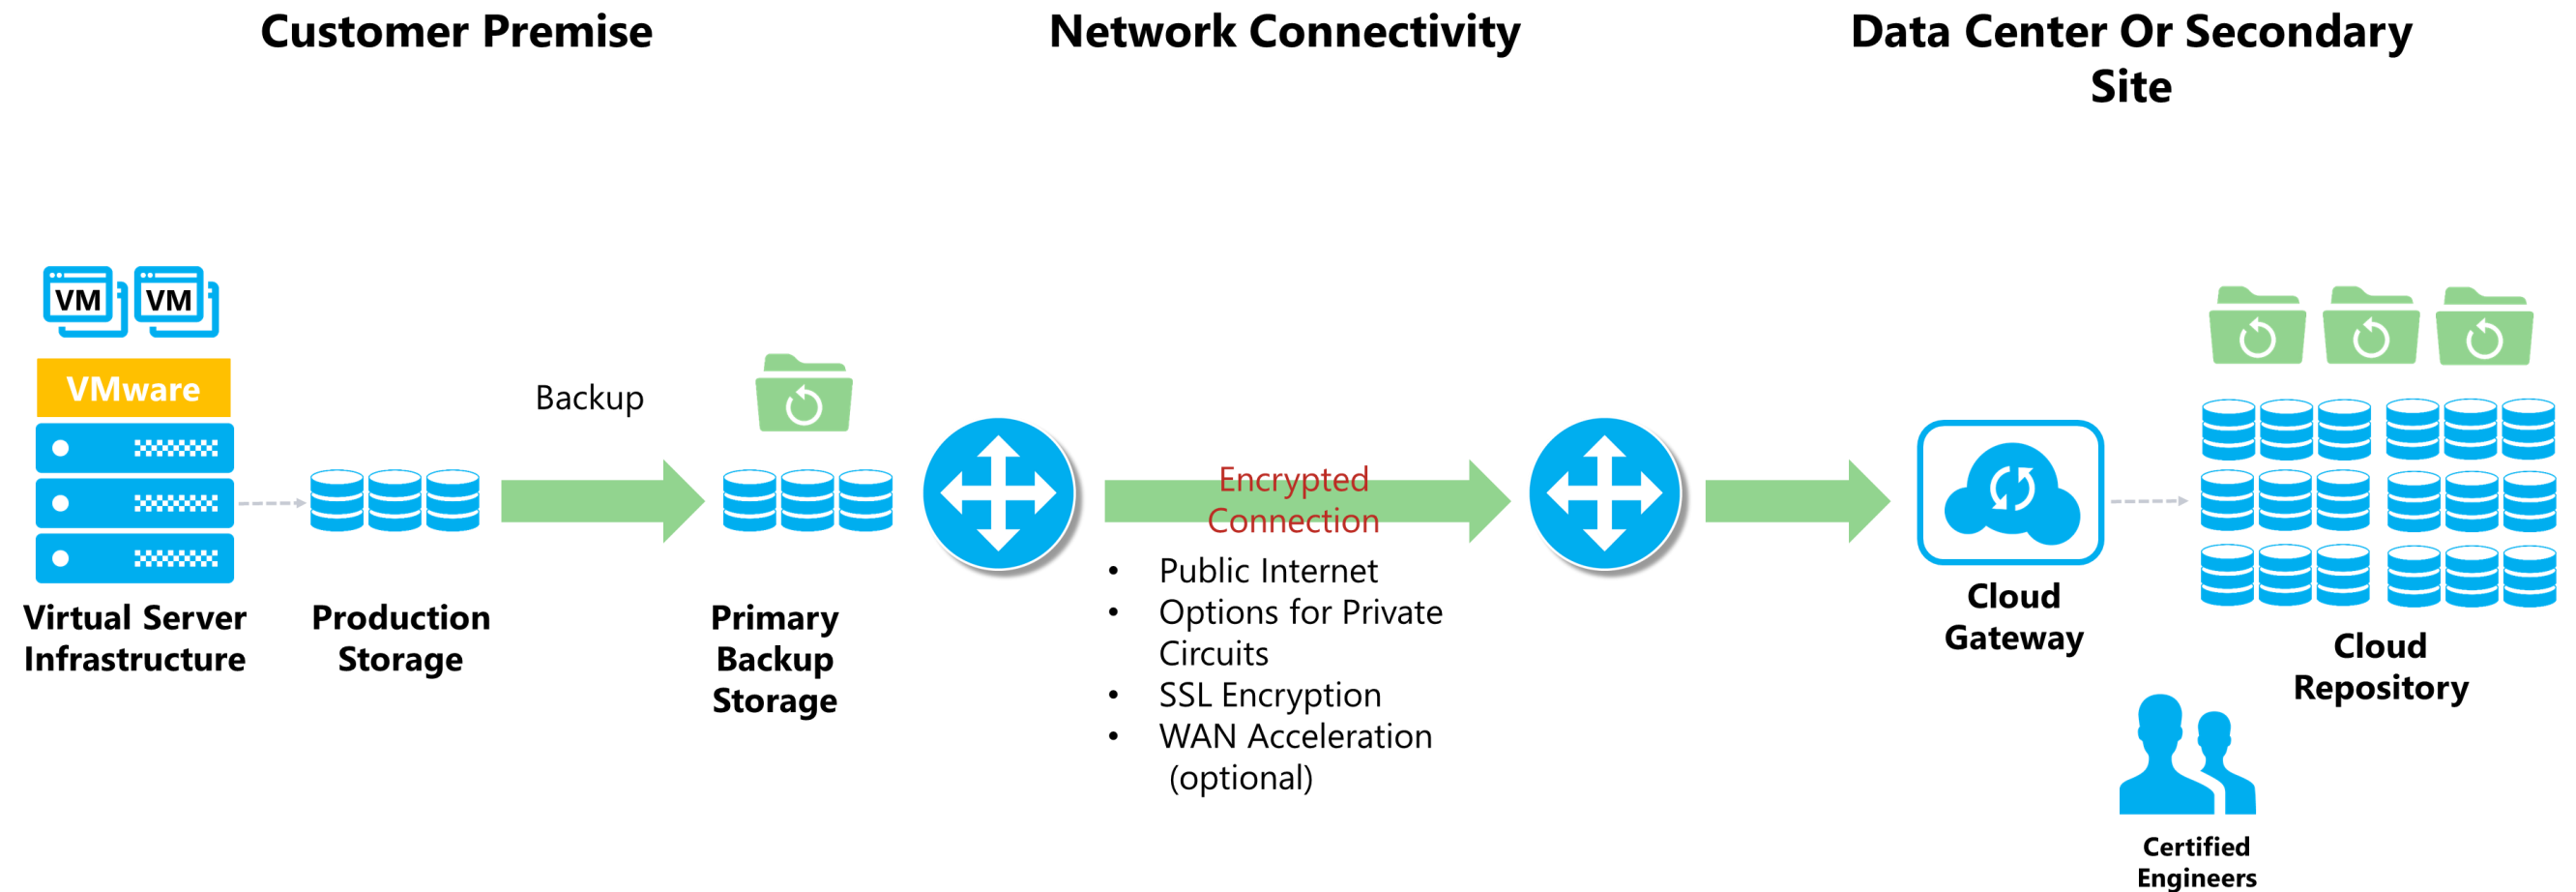 Customer Premise
Network Connectivity
Data Center Or Secondary
Site
VM
VM
VMware
Virtual Server
Infrastructure
Production
Storage
Backup
Primary
Backup
Storage
Encrypted
Connection
• Public Internet
• Options for Private
Circuits
• SSL Encryption
• WAN Acceleration
(optional)
Cloud
Gateway
Cloud
Repository
Certified
Engineers